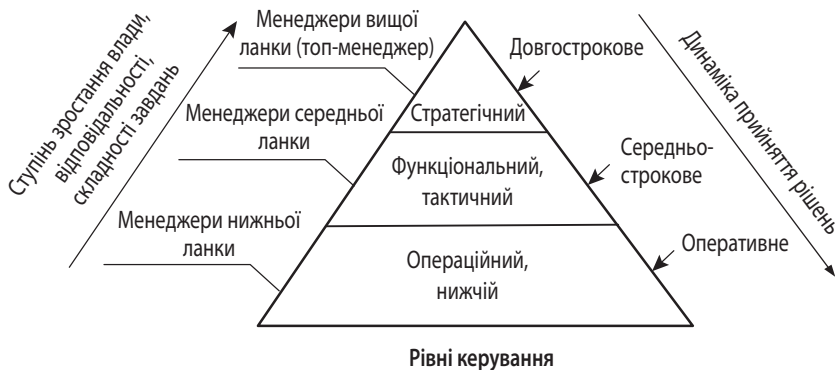 Ступінь зростання влади,
відповідальності,
складності завдань
Менеджери вищої
ланки (топ-менеджер)
Менеджери середньої
ланки
Менеджери нижньої
ланки
Стратегічний
Функціональний,
тактичний
Операційний,
нижчій
Довгострокове
Середньо-
строкове
Оперативне
Динаміка прийняття рішень
Рівні керування